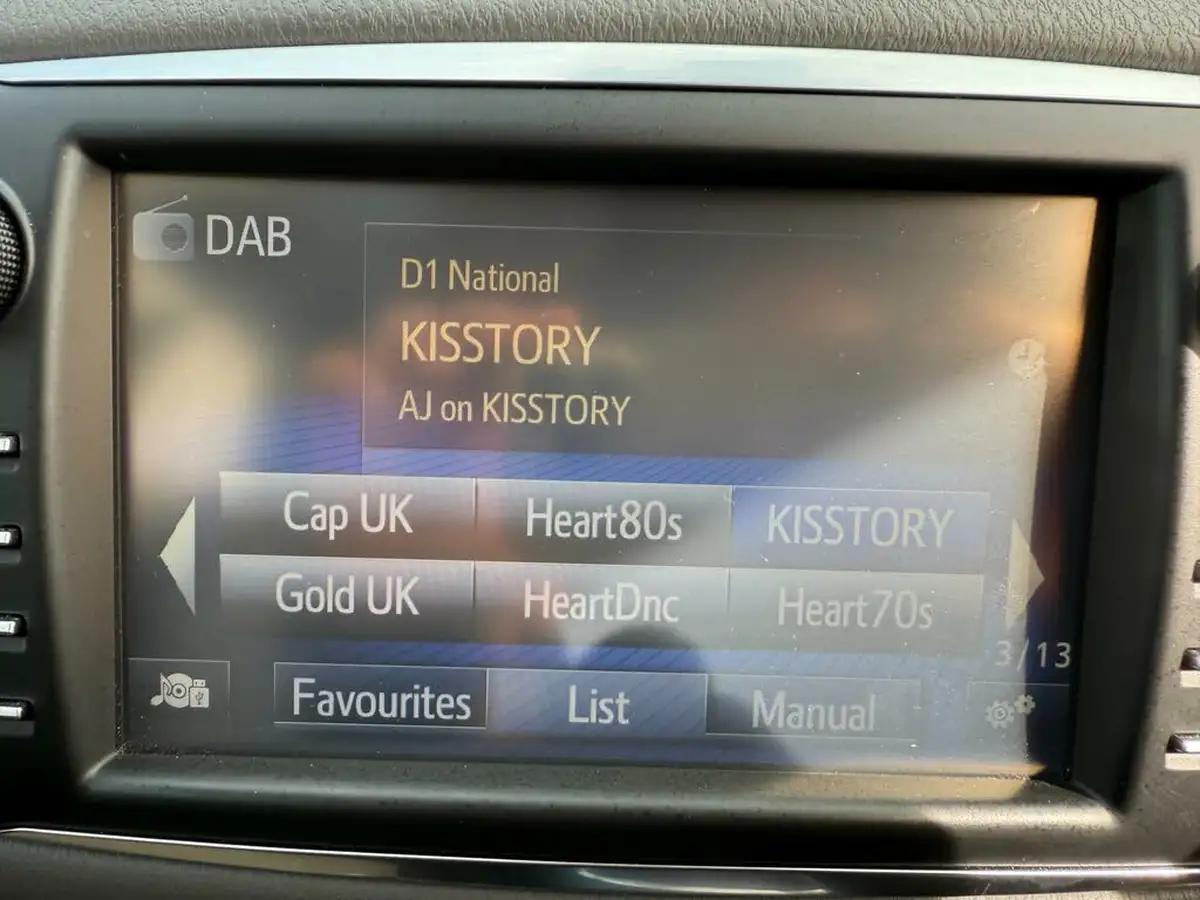 DAB
D1 National
KISSTORY
AJ on KISSTORY
Cap UK Heart80s KISSTORY
Gold UK HeartDnc Heart70s
3/13
Favourites List Manual